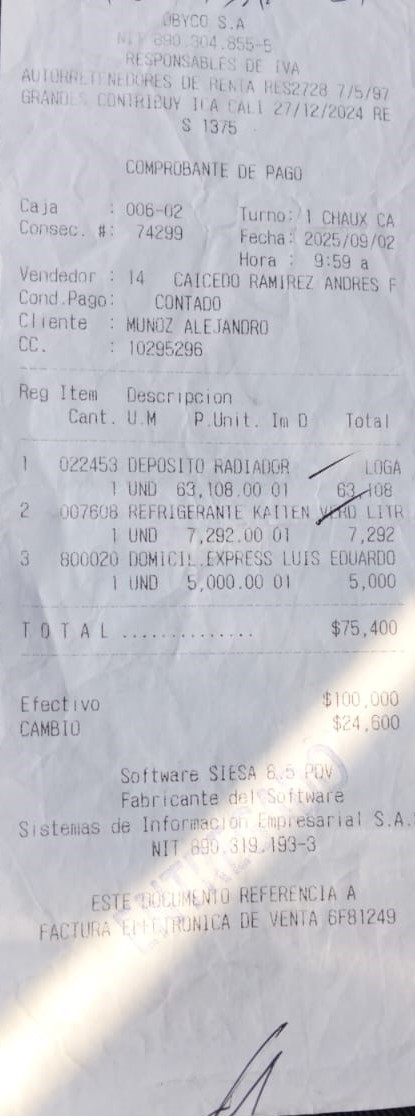 OBYCO S.A
NIT 890.304.855-5
RESPONSABLES DE IVA
AUTORRETENEDORES DE RENTA RES2728 7/5/97
GRANDES CONTRIBUY ICA CALI 27/12/2024 RE
S 1375
COMPROBANTE DE PAGO
Caja : 006-02 Turno: 1 CHAUX CA
Consec. #: 74299 Fecha: 2025/09/02
Hora : 9:59 a
Vendedor : 14 CAICEDO RAMIREZ ANDRES F
Cond.Pago: CONTADO
Cliente : MUNOZ ALEJANDRO
CC. : 10295296
Reg Item Descripcion
Cant. U.M P.Unit. Im D Total
1 022453 DEPOSITO RADIADOR LOGA
1 UND 63,108.00 01 63,108
2 007608 REFRIGERANTE KAITEN VERD LITR
1 UND 7,292.00 01 7,292
3 800020 DOMICIL.EXPRESS LUIS EDUARDO
1 UND 5,000.00 01 5,000
T O T A L .............. $75,400
Efectivo $100,000
CAMBIO $24,600
Software SIESA 8.5 PDV
Fabricante del Software
Sistemas de Informacion Empresarial S.A.
NIT 890.319.193-3
ESTE DOCUMENTO REFERENCIA A
FACTURA ELECTRONICA DE VENTA 6F81249